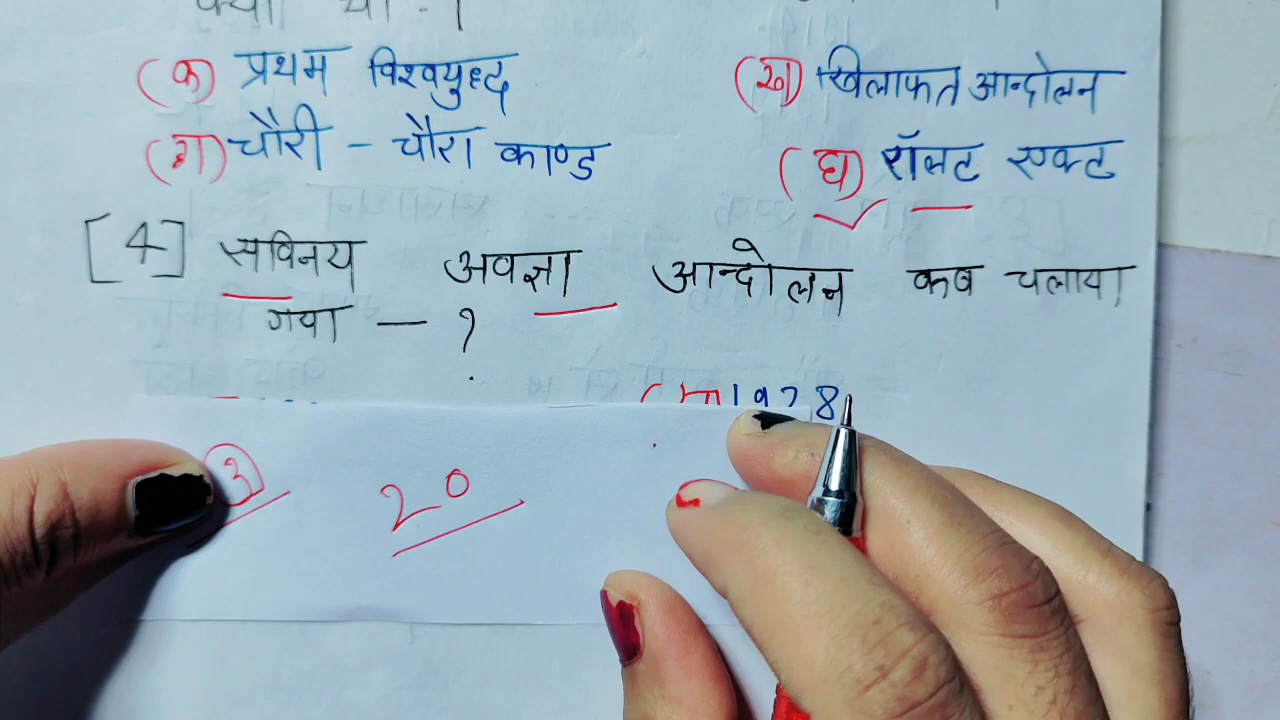 (क) प्रथम विश्वयुध्द (ख) खिलाफत आन्दोलन
(ग) चौरी - चौरा काण्ड (घ) रॉलट एक्ट
[4] सविनय अवज्ञा आन्दोलन कब चलाया
गया - ?
1928
3 20